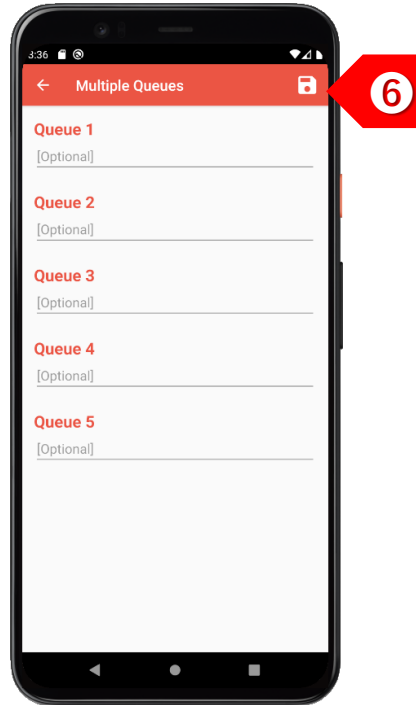 3:36
Multiple Queues
6
Queue 1
[Optional]
Queue 2
[Optional]
Queue 3
[Optional]
Queue 4
[Optional]
Queue 5
[Optional]